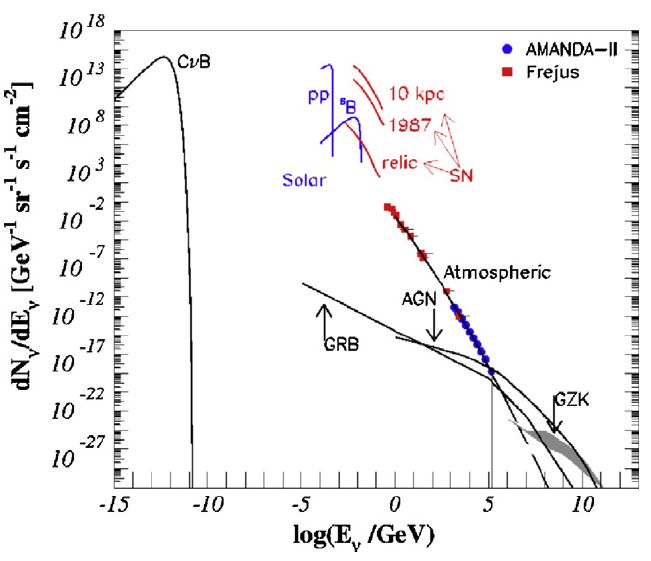 10 18
10 13
10 8
10 3
10 -2
10 -7
10 -12
10 -17
10 -22
10 -27
dNν/dEν [GeV-1 sr-1 s-1 cm-2]
CνB
AMANDA-II
Frejus
pp
8B
Solar
10 kpc
1987
relic
SN
Atmospheric
AGN
GRB
GZK
-15
-10
-5
0
5
10
log(Eν /GeV)